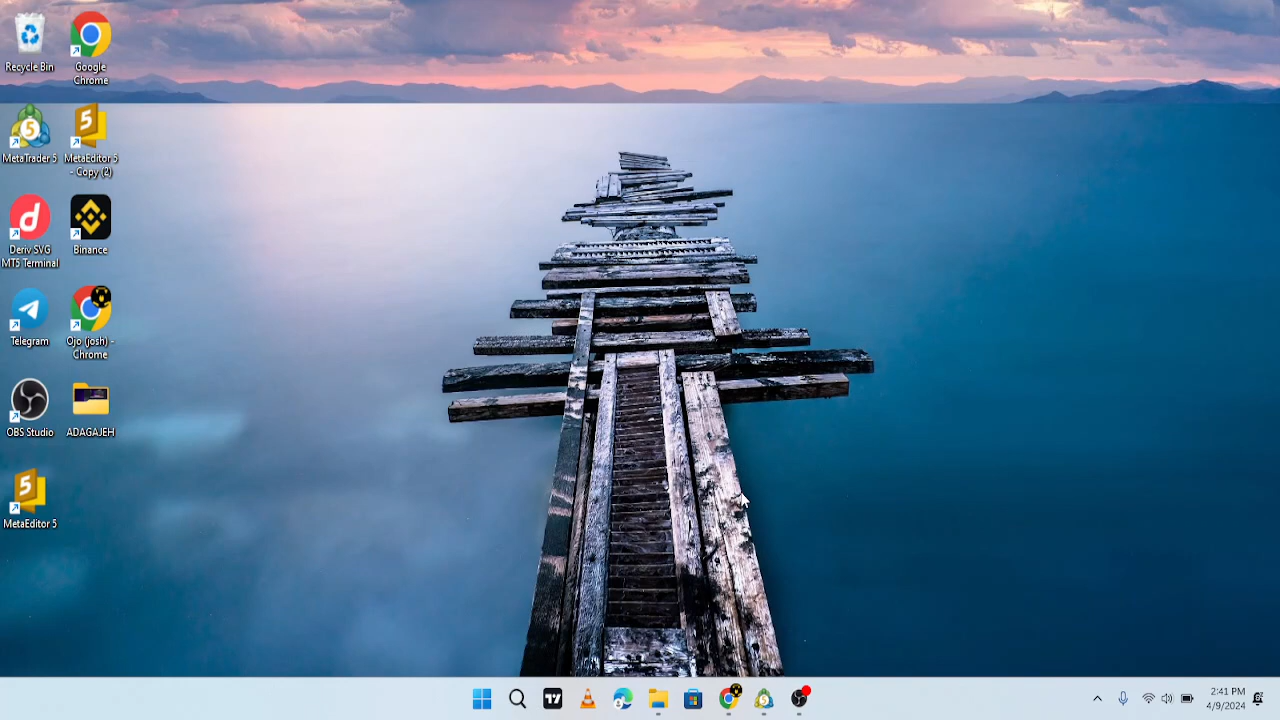 Recycle Bin
Google
Chrome
MetaTrader 5
MetaEditor 5
- Copy (2)
Deriv SVG
MT5 Terminal
Binance
Telegram
Ojo (josh) -
Chrome
OBS Studio
ADAGAJEH
MetaEditor 5
2:41 PM
4/9/2024